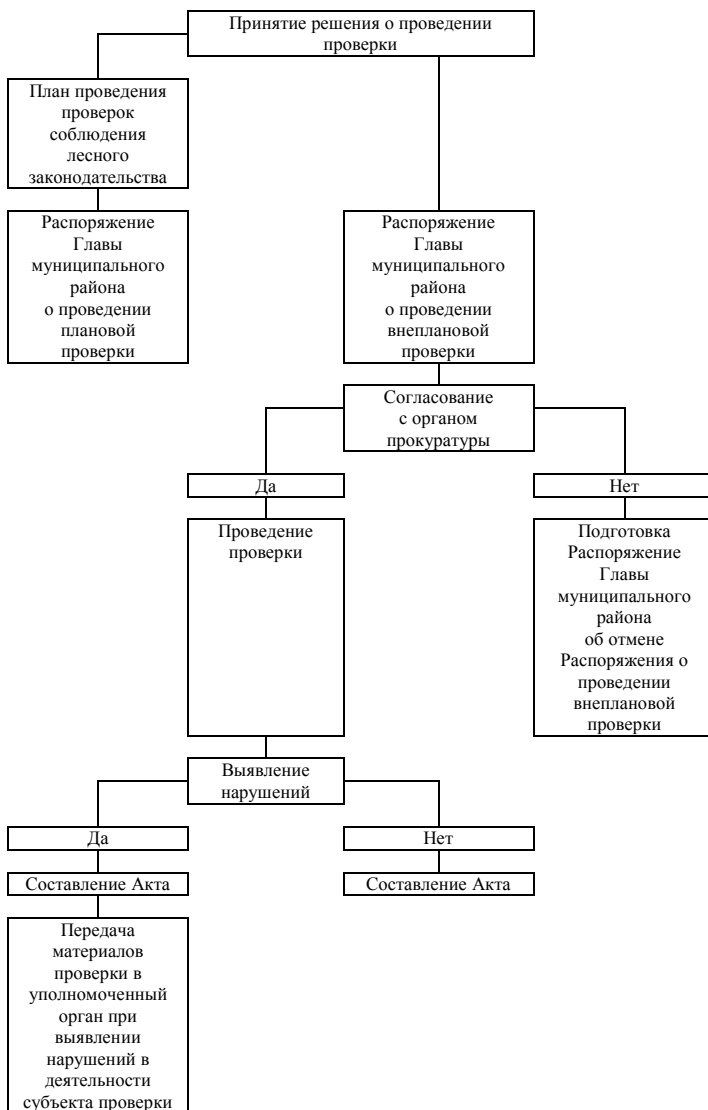 Принятие решения о проведении
проверки
План проведения
проверок
соблюдения
лесного
законодательства
Распоряжение
Главы
муниципального
района
о проведении
плановой
проверки
Распоряжение
Главы
муниципального
района
о проведении
внеплановой
проверки
Согласование
с органом
прокуратуры
Да
Нет
Проведение
проверки
Подготовка
Распоряжение
Главы
муниципального
района
об отмене
Распоряжения о
проведении
внеплановой
проверки
Выявление
нарушений
Да
Нет
Составление Акта
Составление Акта
Передача
материалов
проверки в
уполномоченный
орган при
выявлении
нарушений в
деятельности
субъекта проверки